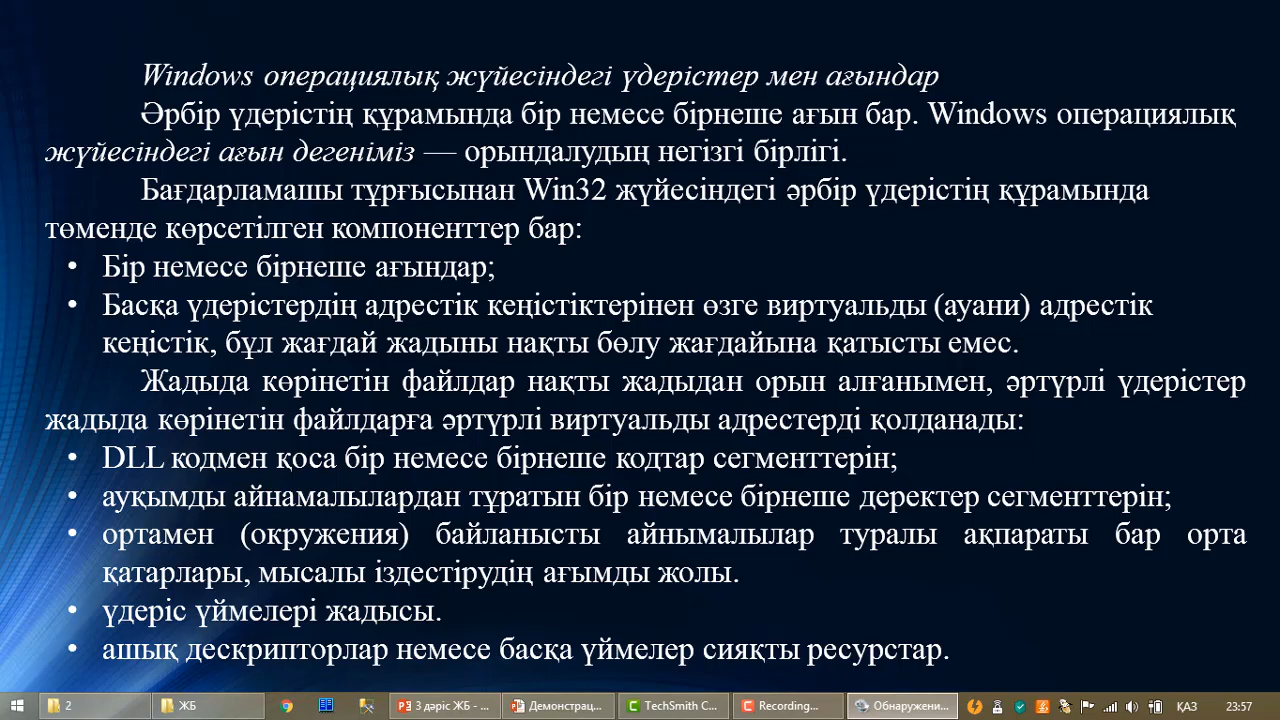 Windows операциялық жүйесіндегі үдерістер мен ағындар
Әрбір үдерістің құрамында бір немесе бірнеше ағын бар. Windows операциялық
жүйесіндегі ағын дегеніміз — орындалудың негізгі бірлігі.
Бағдарламашы тұрғысынан Win32 жүйесіндегі әрбір үдерістің құрамында
төменде көрсетілген компоненттер бар:
• Бір немесе бірнеше ағындар;
• Басқа үдерістердің адрестік кеңістіктерінен өзге виртуальды (ауани) адрестік
кеңістік, бұл жағдай жадыны нақты бөлу жағдайына қатысты емес.
Жадыда көрінетін файлдар нақты жадыдан орын алғанымен, әртүрлі үдерістер
жадыда көрінетін файлдарға әртүрлі виртуальды адрестерді қолданады:
• DLL кодмен қоса бір немесе бірнеше кодтар сегменттерін;
• ауқымды айнамалылардан тұратын бір немесе бірнеше деректер сегменттерін;
• ортамен (окружения) байланысты айнымалылар туралы ақпараты бар орта
қатарлары, мысалы іздестірудің ағымды жолы.
• үдеріс үймелері жадысы.
• ашық дескрипторлар немесе басқа үймелер сияқты ресурстар.
2 ЖБ 3 дәріс ЖБ - ... Демонстрац... TechSmith C... Recording... Обнаружени... ҚАЗ 23:57